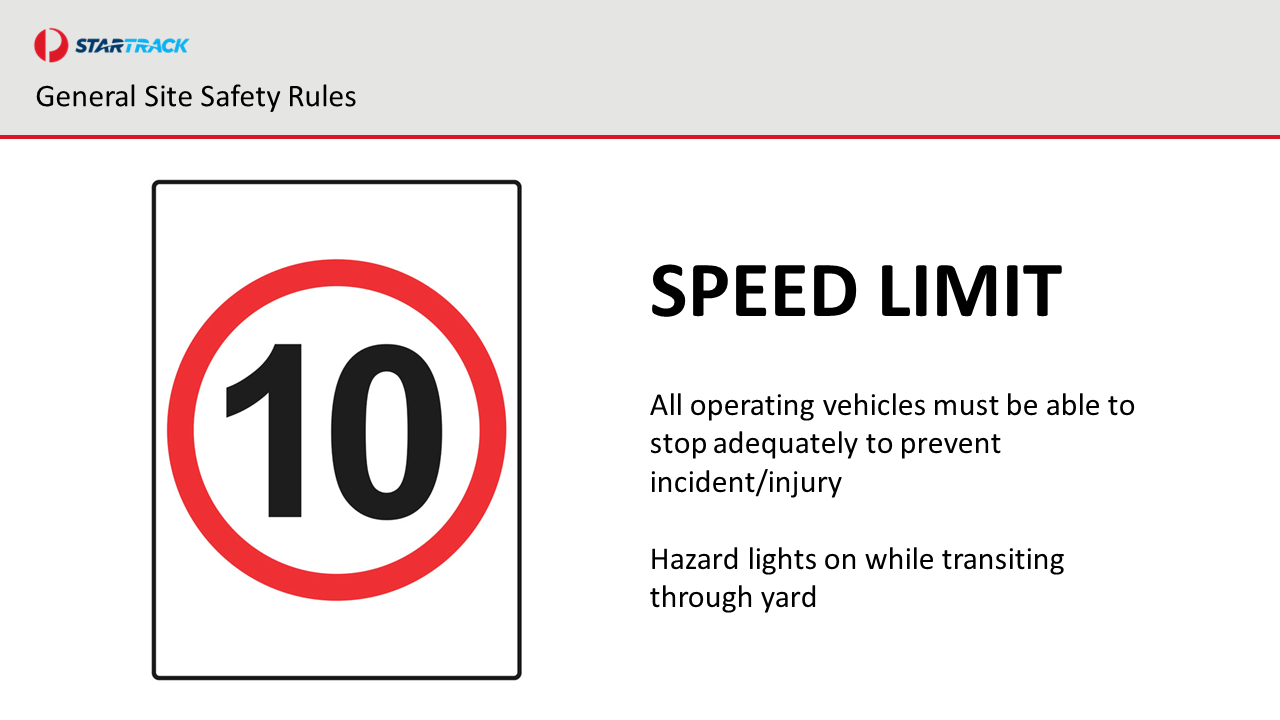 STARTRACK
General Site Safety Rules
10
SPEED LIMIT
All operating vehicles must be able to
stop adequately to prevent
incident/injury
Hazard lights on while transiting
through yard